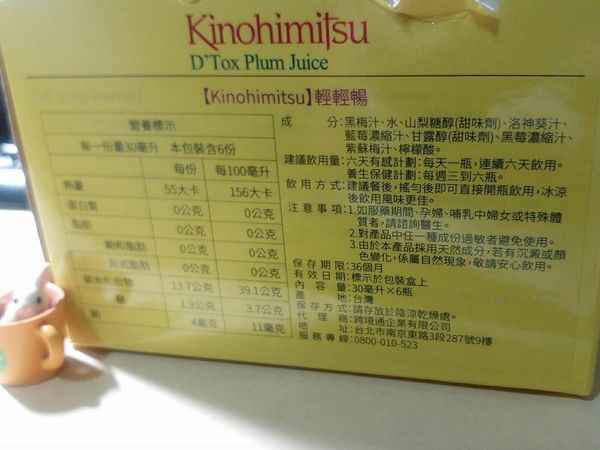 Kinohimitsu
D'Tox Plum Juice
【Kinohimitsu】輕輕暢
營養標示
每一份量30毫升 本包裝含6份
每份 每100毫升
熱量 55大卡 156大卡
蛋白質 0公克 0公克
脂肪 0公克 0公克
飽和脂肪 0公克 0公克
反式脂肪 0公克 0公克
碳水化合物 13.7公克 39.1公克
糖 1.3公克 3.7公克
鈉 4毫克 11毫克
成分:黑梅汁、水、山梨糖醇(甜味劑)、洛神葵汁、
藍莓濃縮汁、甘露醇(甜味劑)、黑莓濃縮汁、
紫蘇梅汁、檸檬酸。
建議飲用量:六天有感計劃:每天一瓶,連續六天飲用。
養生保健計劃:每週三到六瓶。
飲用方式:建議餐後,搖勻後即可直接開瓶飲用,冰涼
後飲用風味更佳。
注意事項:1.如服藥期間、孕婦、哺乳中婦女或特殊體
質者,請諮詢醫生。
2.對產品中任一種成份過敏者避免使用。
3.由於本產品採用天然成分,若有沉澱或顏
色變化,係屬自然現象,敬請安心飲用。
保存期限:36個月
有效日期:標示於包裝盒上
內容量:30毫升×6瓶
產地:台灣
保存方式:請存放於陰涼乾燥處。
代理商:跨境通企業有限公司
地址:台北市南京東路3段287號9樓
服務專線:0800-010-523